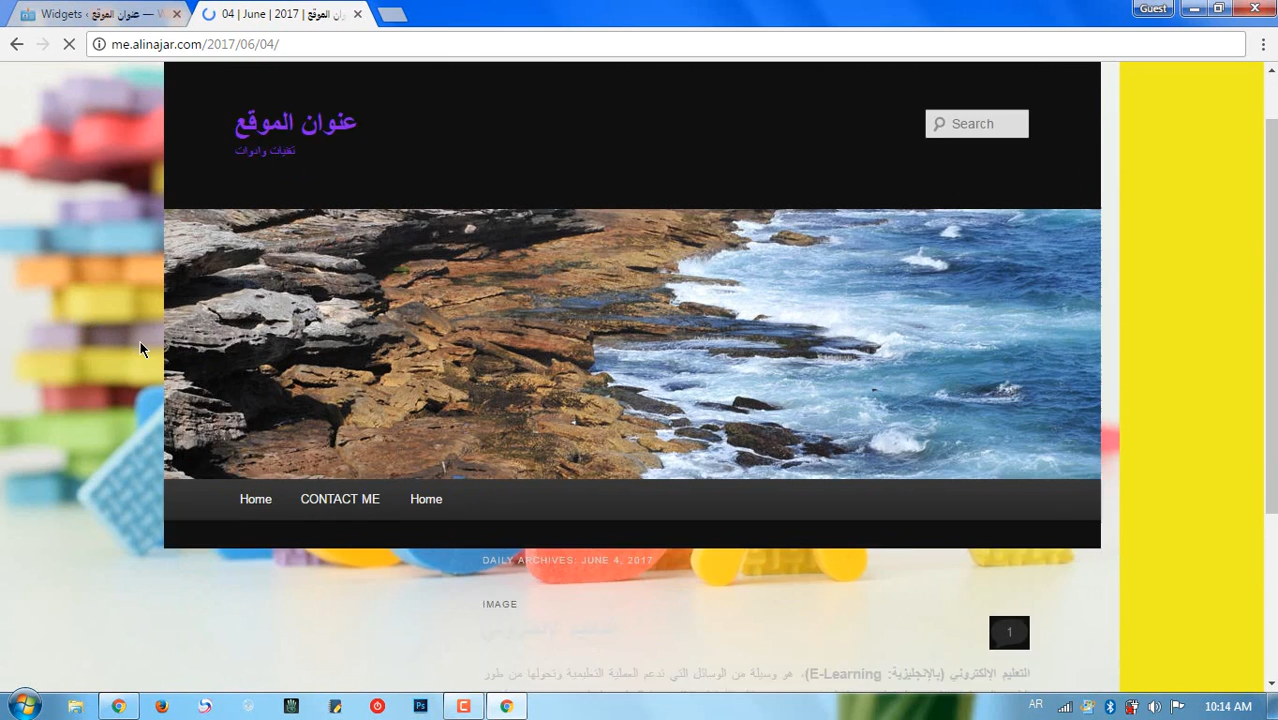 Widgets ‹ عنوان الموقع — W
04 | June | 2017 | عنوان الموقع
Guest
me.alinajar.com/2017/06/04/
عنوان الموقع
تقنيات وادوات
Search
Home CONTACT ME Home
DAILY ARCHIVES: JUNE 4, 2017
IMAGE
التعليم الإلكتروني
1
التعليم الإلكتروني (بالإنجليزية: E-Learning)، هو وسيلة من الوسائل التي تدعم العملية التعليمية وتحولها من طور
AR
10:14 AM